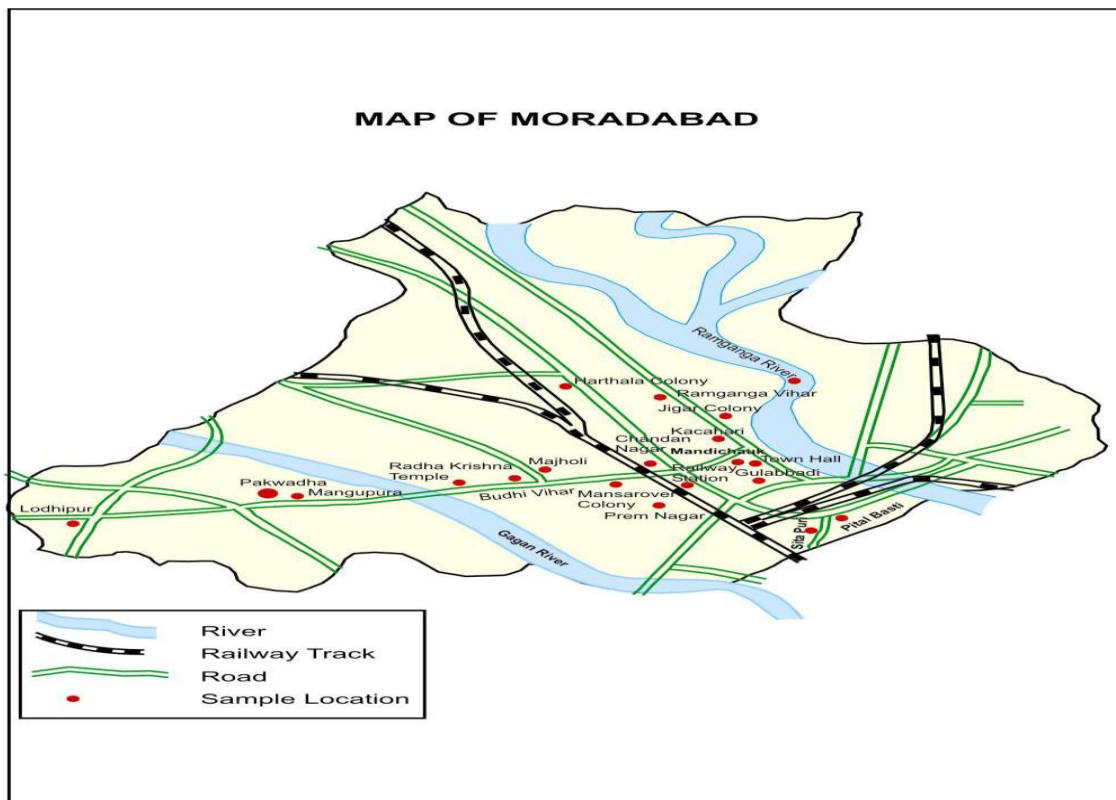 MAP OF MORADABAD
Ramganga River
Harthala Colony
Ramganga Vihar
Jigar Colony
Kacahari
Chandan
Nagar
Mandichauk
Town Hall
Railway
Station
Gulabbadi
Majholi
Radha Krishna
Temple
Budhi Vihar
Mansarover
Colony
Prem Nagar
Pakwadha
Mangupura
Lodhipur
Gagan River
Sita Puri
Pital Basti
River
Railway Track
Road
Sample Location